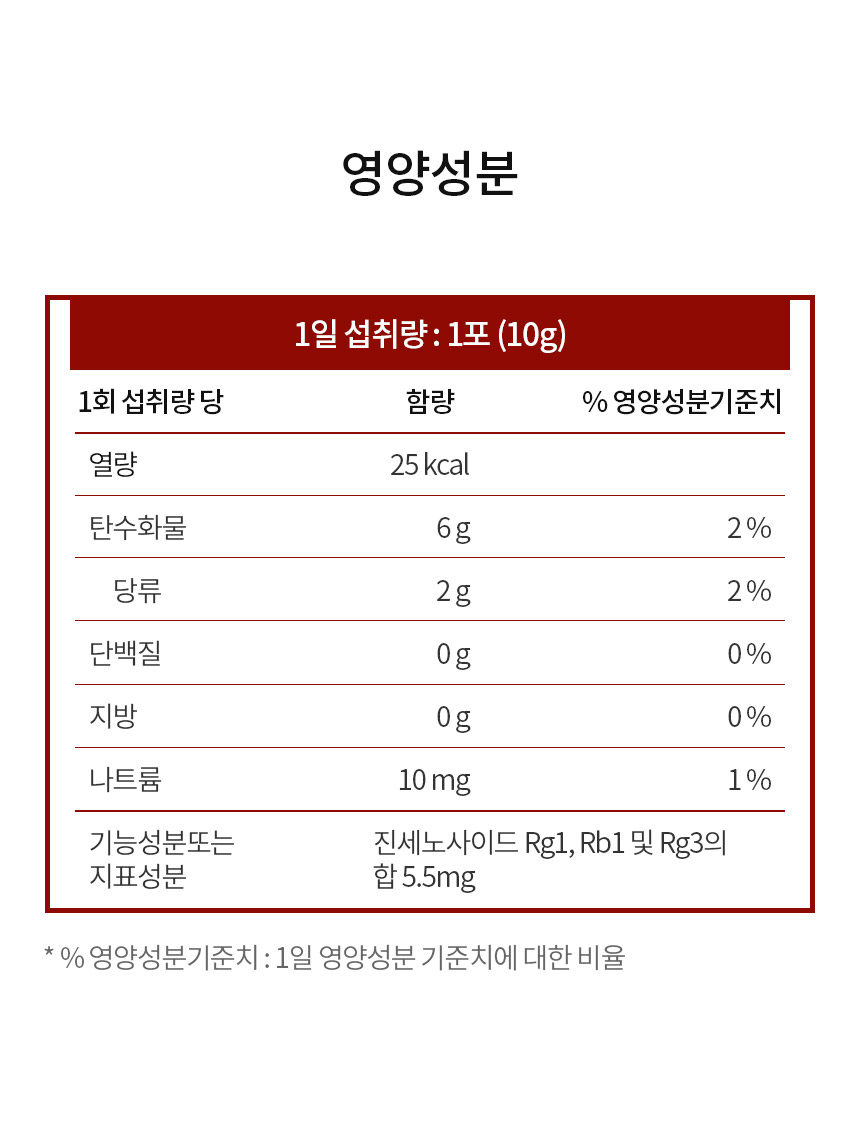 영양성분
1일 섭취량 : 1포 (10g)
1회 섭취량 당 함량 % 영양성분기준치
열량 25 kcal
탄수화물 6 g 2 %
당류 2 g 2 %
단백질 0 g 0 %
지방 0 g 0 %
나트륨 10 mg 1 %
기능성분또는 진세노사이드 Rg1, Rb1 및 Rg3의
지표성분 합 5.5mg
* % 영양성분기준치 : 1일 영양성분 기준치에 대한 비율